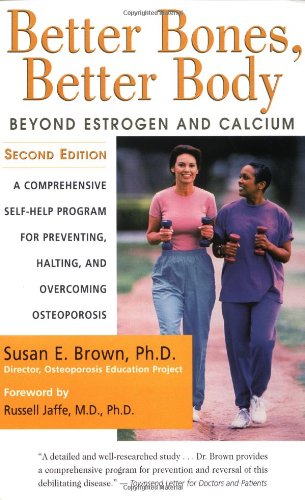 Better Bones,
Better Body
BEYOND ESTROGEN AND CALCIUM
SECOND EDITION
A COMPREHENSIVE
SELF-HELP PROGRAM
FOR PREVENTING,
HALTING, AND
OVERCOMING
OSTEOPOROSIS
Susan E. Brown, Ph.D.
Director, Osteoporosis Education Project
Foreword by
Russell Jaffe, M.D., Ph.D.
"A detailed and well-researched study . . . Dr. Brown provides
a comprehensive program for prevention and reversal of this
debilitating disease." — Townsend Letter for Doctors and Patients